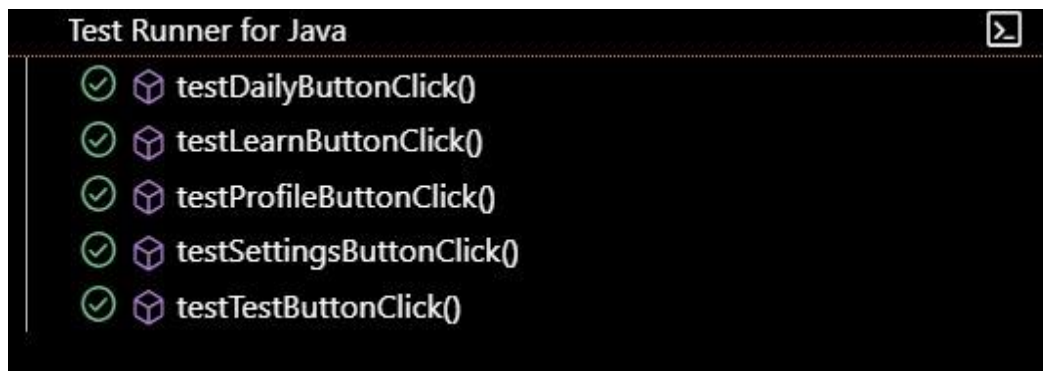 Test Runner for Java
testDailyButtonClick()
testLearnButtonClick()
testProfileButtonClick()
testSettingsButtonClick()
testTestButtonClick()